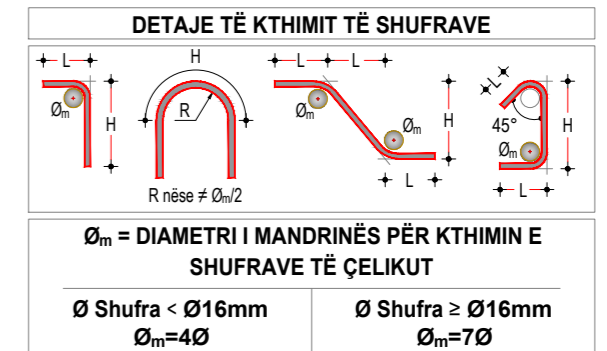 DETAJE TË KTHIMIT TË SHUFRAVE
L H L L L
Øm H R Øm Øm H 45° Øm H
R nëse ≠ Øm/2 L L
Øm = DIAMETRI I MANDRINËS PËR KTHIMIN E
SHUFRAVE TË ÇELIKUT
Ø Shufra < Ø16mm Ø Shufra ≥ Ø16mm
Øm=4Ø Øm=7Ø